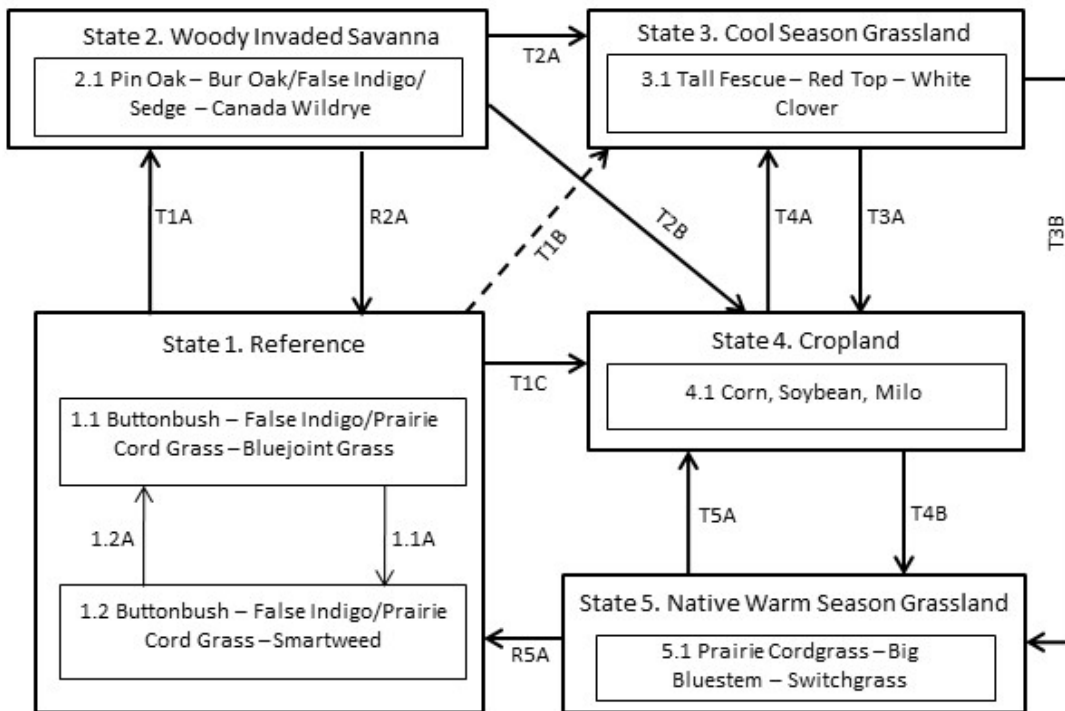 State 2. Woody Invaded Savanna
2.1 Pin Oak – Bur Oak/False Indigo/
Sedge – Canada Wildrye
T2A
State 3. Cool Season Grassland
3.1 Tall Fescue – Red Top – White
Clover
T1A
R2A
T1B
T2B
T4A
T3A
T3B
State 1. Reference
1.1 Buttonbush – False Indigo/Prairie
Cord Grass – Bluejoint Grass
1.2A
1.1A
1.2 Buttonbush – False Indigo/Prairie
Cord Grass – Smartweed
T1C
State 4. Cropland
4.1 Corn, Soybean, Milo
T5A
T4B
R5A
State 5. Native Warm Season Grassland
5.1 Prairie Cordgrass – Big
Bluestem – Switchgrass